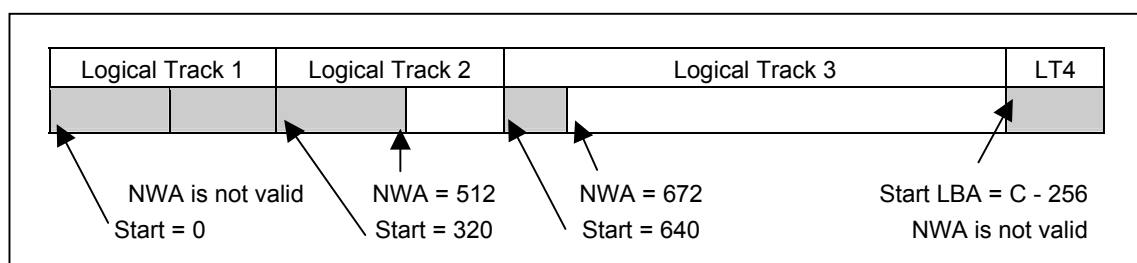 Logical Track 1 Logical Track 2 Logical Track 3 LT4
NWA is not valid NWA = 512 NWA = 672 Start LBA = C - 256
Start = 0 Start = 320 Start = 640 NWA is not valid